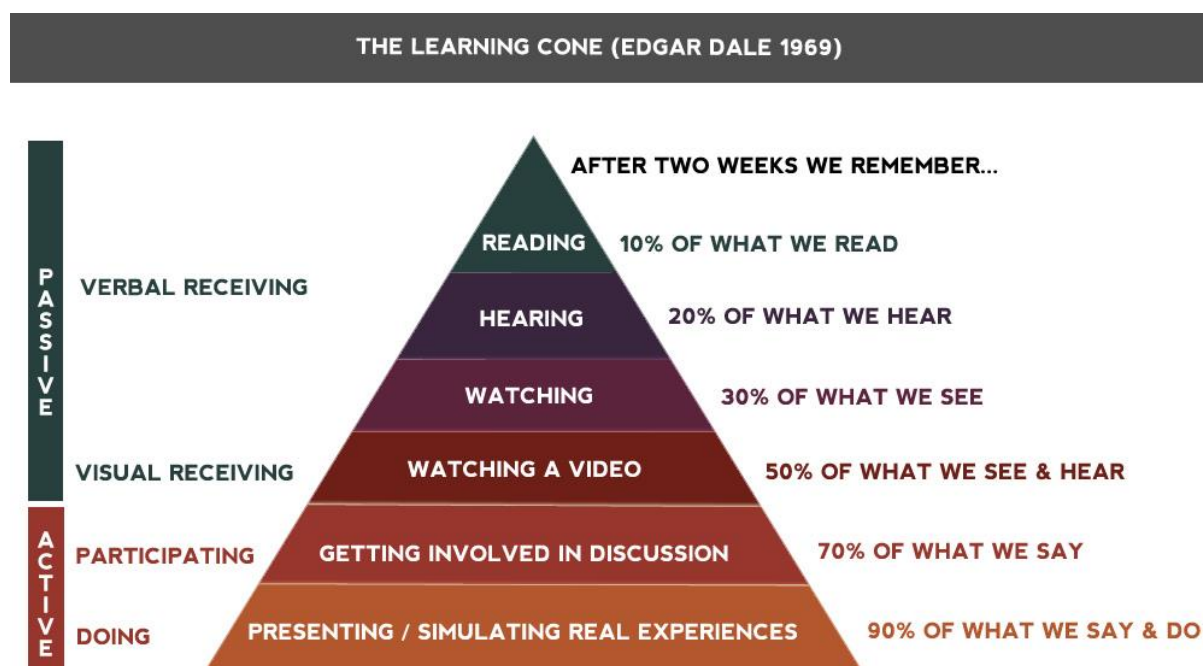 THE LEARNING CONE (EDGAR DALE 1969)
AFTER TWO WEEKS WE REMEMBER...
PASSIVE
READING
10% OF WHAT WE READ
VERBAL RECEIVING
HEARING
20% OF WHAT WE HEAR
WATCHING
30% OF WHAT WE SEE
VISUAL RECEIVING
WATCHING A VIDEO
50% OF WHAT WE SEE & HEAR
ACTIVE
PARTICIPATING
GETTING INVOLVED IN DISCUSSION
70% OF WHAT WE SAY
DOING
PRESENTING / SIMULATING REAL EXPERIENCES
90% OF WHAT WE SAY & DO